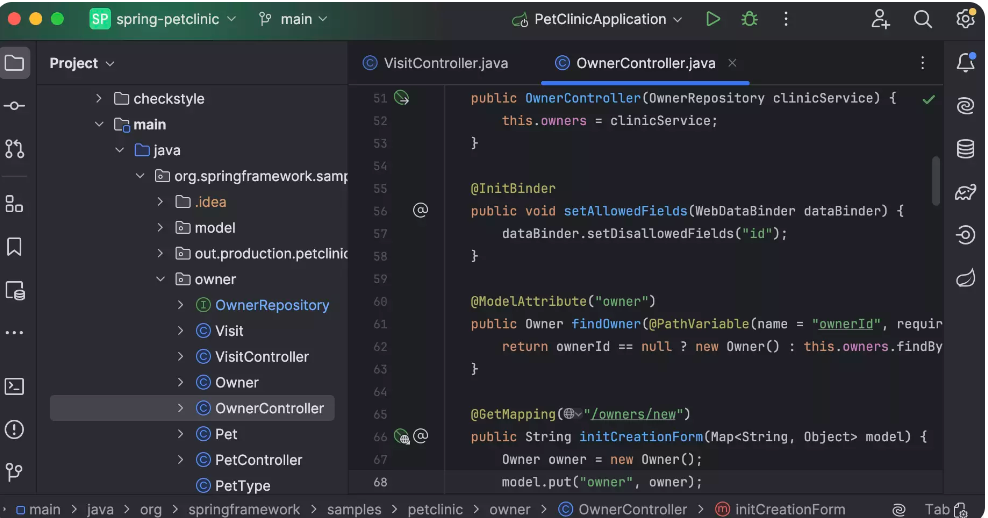 SP spring-petclinic main PetClinicApplication
Project
VisitController.java OwnerController.java
checkstyle
main
java
org.springframework.samp
.idea
model
out.production.petclinic
owner
OwnerRepository
Visit
VisitController
Owner
OwnerController
Pet
PetController
PetType
51 public OwnerController(OwnerRepository clinicService) {
52 this.owners = clinicService;
53 }
54
55 @InitBinder
56 @ public void setAllowedFields(WebDataBinder dataBinder) {
57 dataBinder.setDisallowedFields("id");
58 }
59
60 @ModelAttribute("owner")
61 public Owner findOwner(@PathVariable(name = "ownerId", requir
62 return ownerId == null ? new Owner() : this.owners.findBy
63 }
64
65 @GetMapping("/owners/new")
66 @ public String initCreationForm(Map<String, Object> model) {
67 Owner owner = new Owner();
68 model.put("owner", owner);
main > java > org > springframework > samples > petclinic > owner > OwnerController > initCreationForm Tab